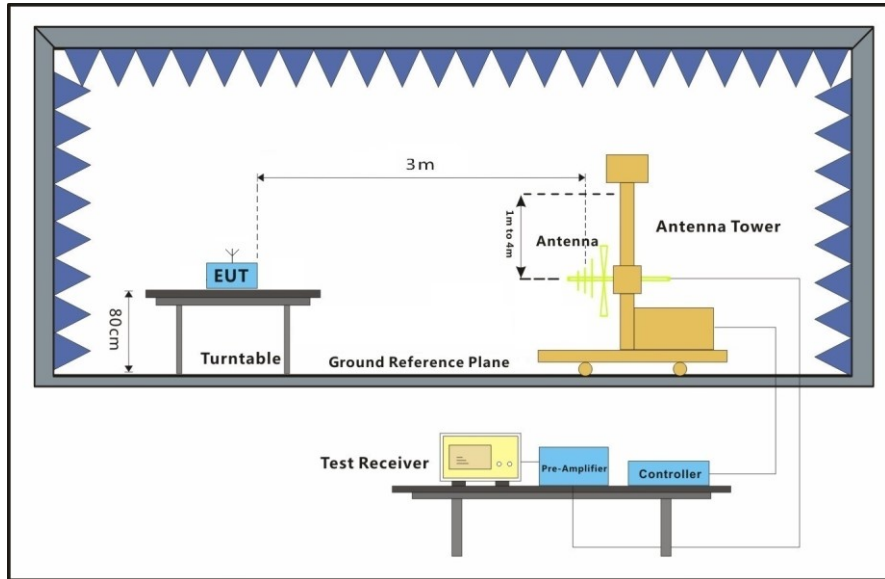 3m
1m to 4m
Antenna
Antenna Tower
EUT
80cm
Turntable
Ground Reference Plane
Test Receiver
Pre-Amplifier
Controller